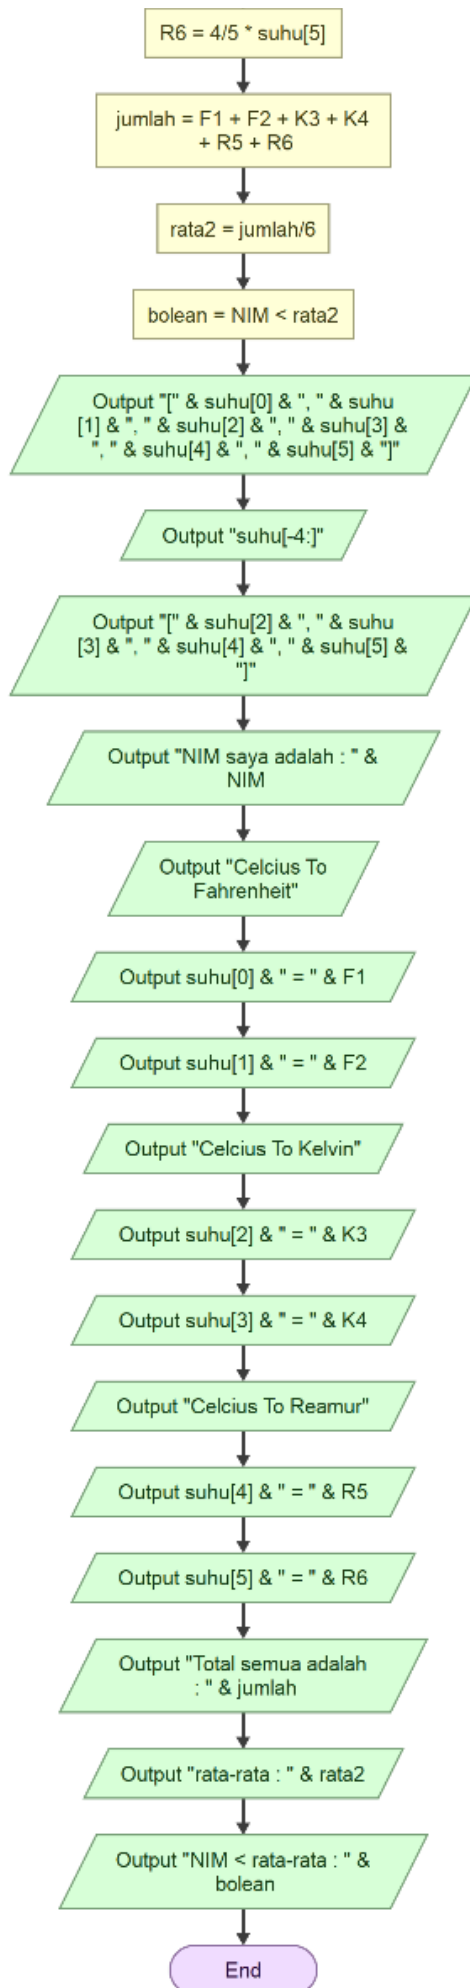 R6 = 4/5 * suhu[5]
jumlah = F1 + F2 + K3 + K4
+ R5 + R6
rata2 = jumlah/6
bolean = NIM < rata2
Output "[" & suhu[0] & ", " & suhu
[1] & ", " & suhu[2] & ", " & suhu[3] &
", " & suhu[4] & ", " & suhu[5] & "]"
Output "suhu[-4:]"
Output "[" & suhu[2] & ", " & suhu
[3] & ", " & suhu[4] & ", " & suhu[5] &
"]"
Output "NIM saya adalah : " &
NIM
Output "Celcius To
Fahrenheit"
Output suhu[0] & " = " & F1
Output suhu[1] & " = " & F2
Output "Celcius To Kelvin"
Output suhu[2] & " = " & K3
Output suhu[3] & " = " & K4
Output "Celcius To Reamur"
Output suhu[4] & " = " & R5
Output suhu[5] & " = " & R6
Output "Total semua adalah
: " & jumlah
Output "rata-rata : " & rata2
Output "NIM < rata-rata : " &
bolean
End